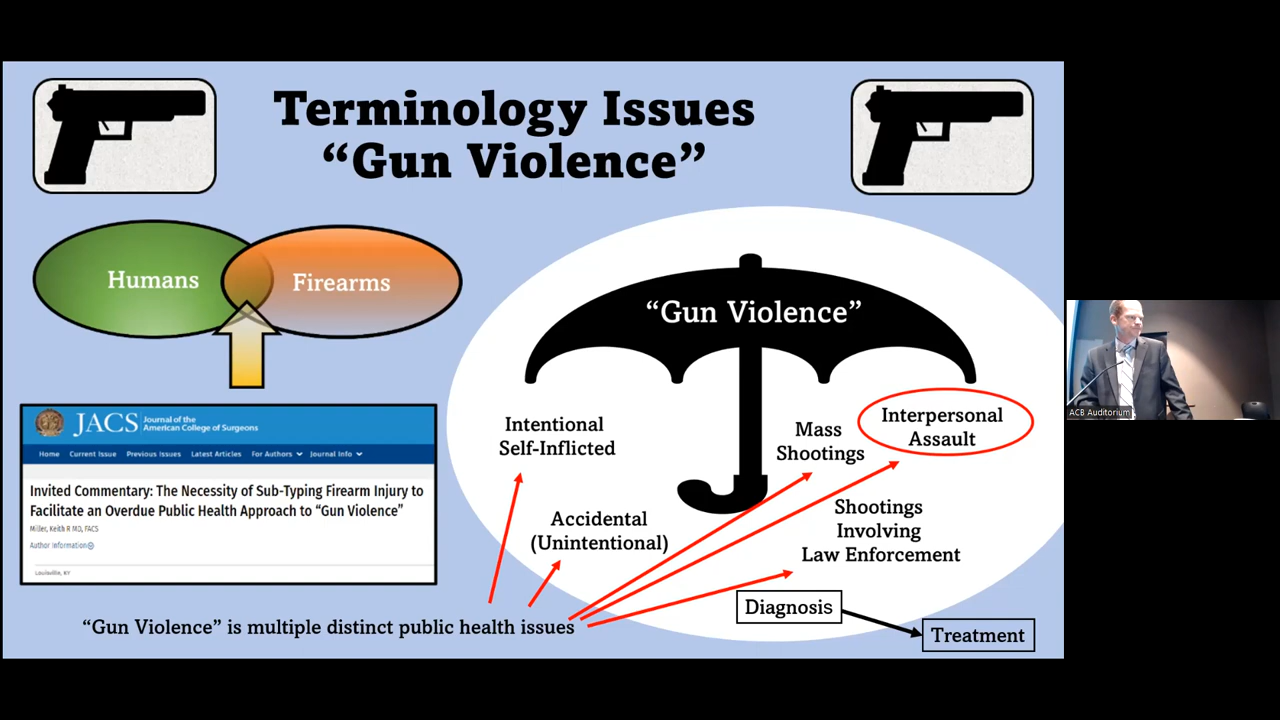 Terminology Issues
“Gun Violence”
Humans
Firearms
JACS
Journal of the
American College of Surgeons
Home Current Issue Previous Issues Latest Articles For Authors Journal Info
Invited Commentary: The Necessity of Sub-Typing Firearm Injury to
Facilitate an Overdue Public Health Approach to “Gun Violence”
Miller, Keith R MD, FACS
Author Information
Louisville, KY
“Gun Violence” is multiple distinct public health issues
“Gun Violence”
Intentional
Self-Inflicted
Accidental
(Unintentional)
Mass
Shootings
Interpersonal
Assault
Shootings
Involving
Law Enforcement
Diagnosis
Treatment
ACB Auditorium